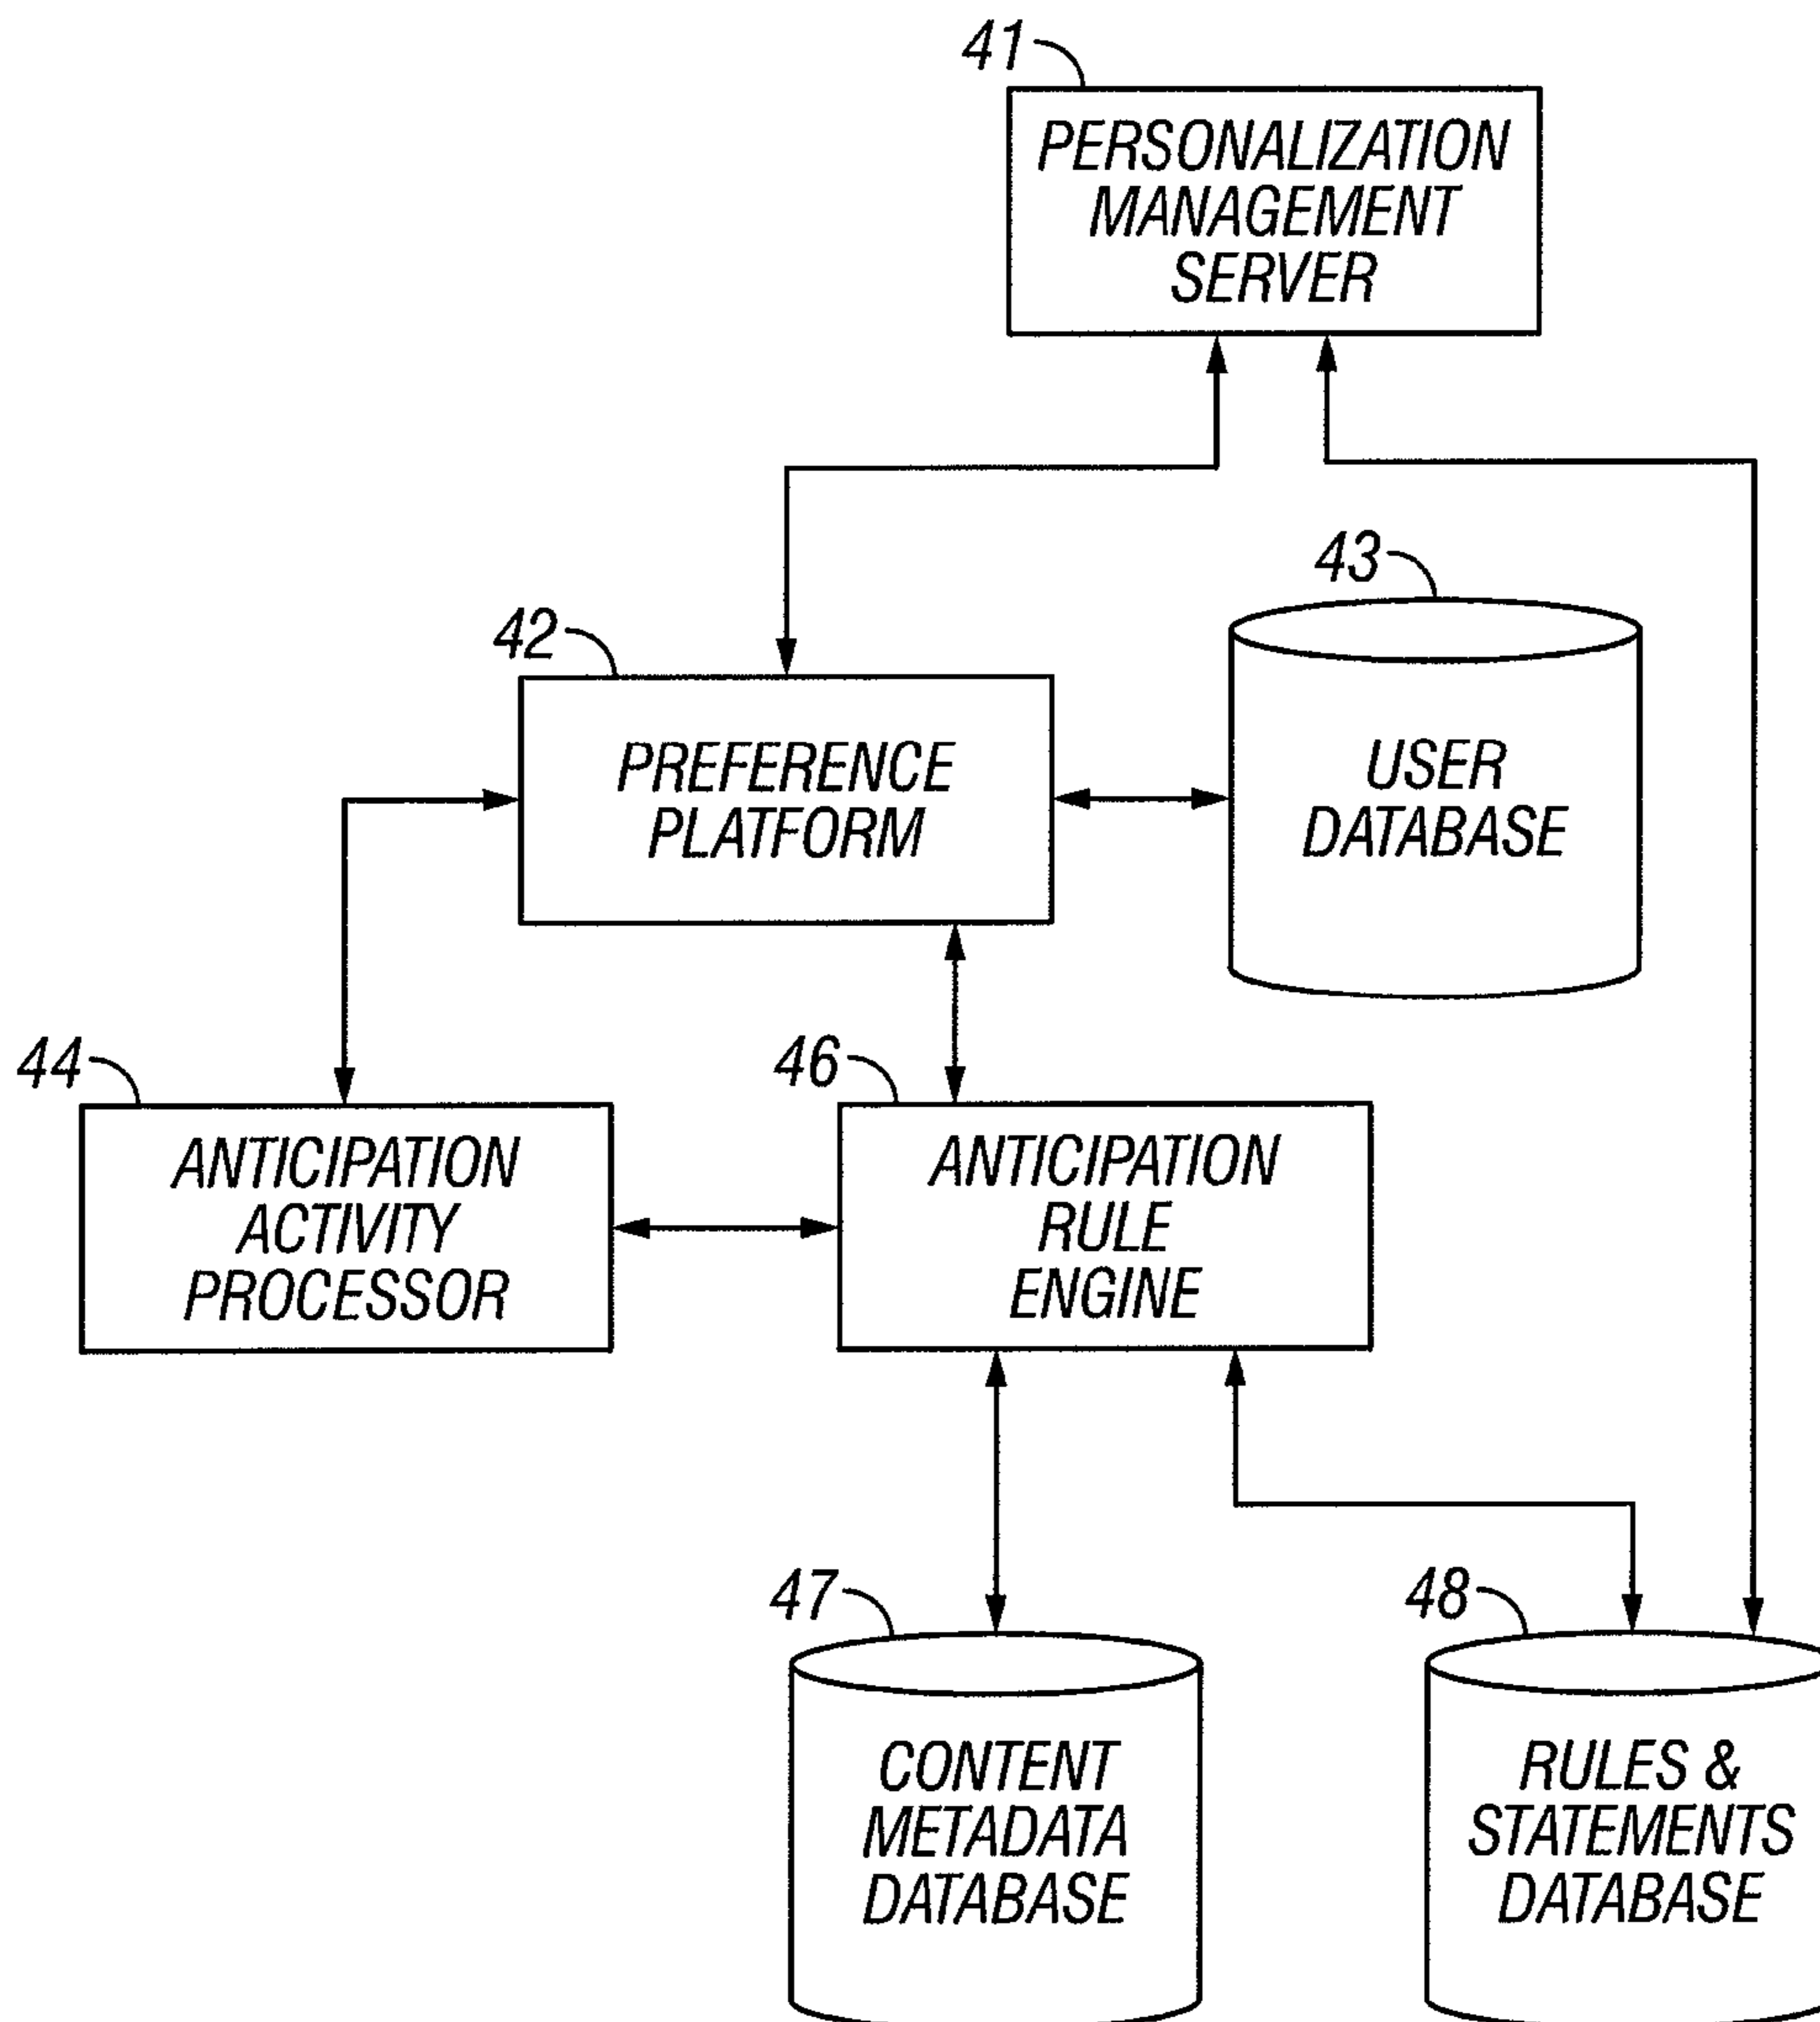 41
PERSONALIZATION
MANAGEMENT
SERVER
43
42
PREFERENCE
PLATFORM
USER
DATABASE
44
46
ANTICIPATION
ACTIVITY
PROCESSOR
ANTICIPATION
RULE
ENGINE
47
48
CONTENT
METADATA
DATABASE
RULES &
STATEMENTS
DATABASE